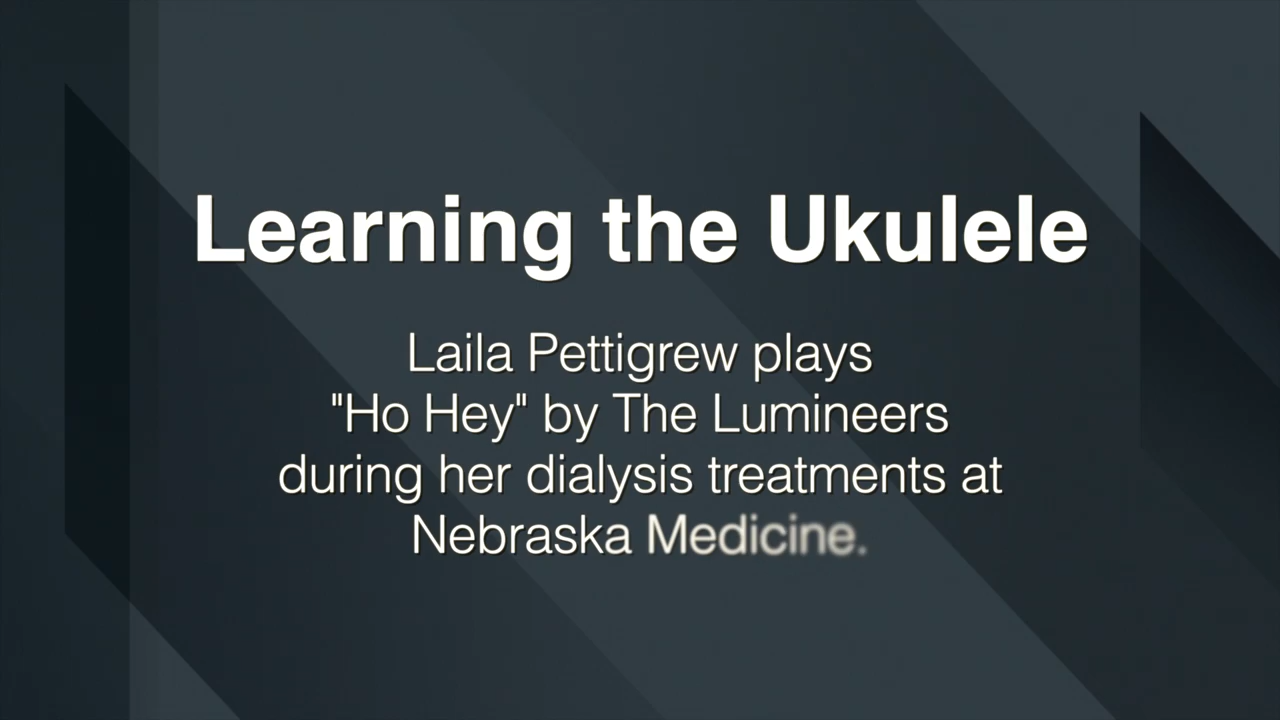 Learning the Ukulele
Laila Pettigrew plays
"Ho Hey" by The Lumineers
during her dialysis treatments at
Nebraska Medicine.